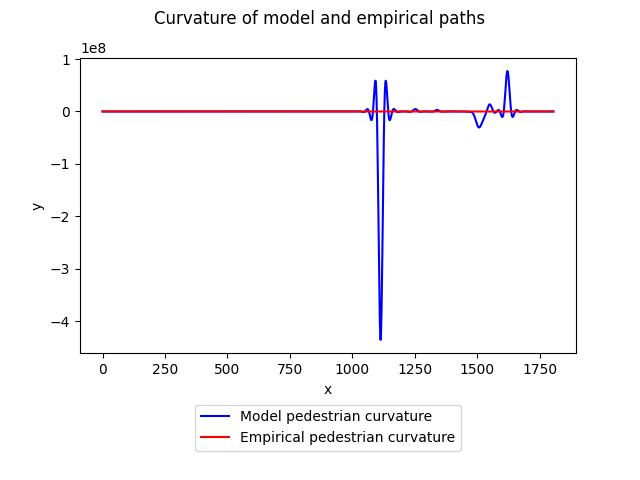 Curvature of model and empirical paths
1e8
1
0
−1
−2
−3
−4
y
0 250 500 750 1000 1250 1500 1750
x
Model pedestrian curvature
Empirical pedestrian curvature